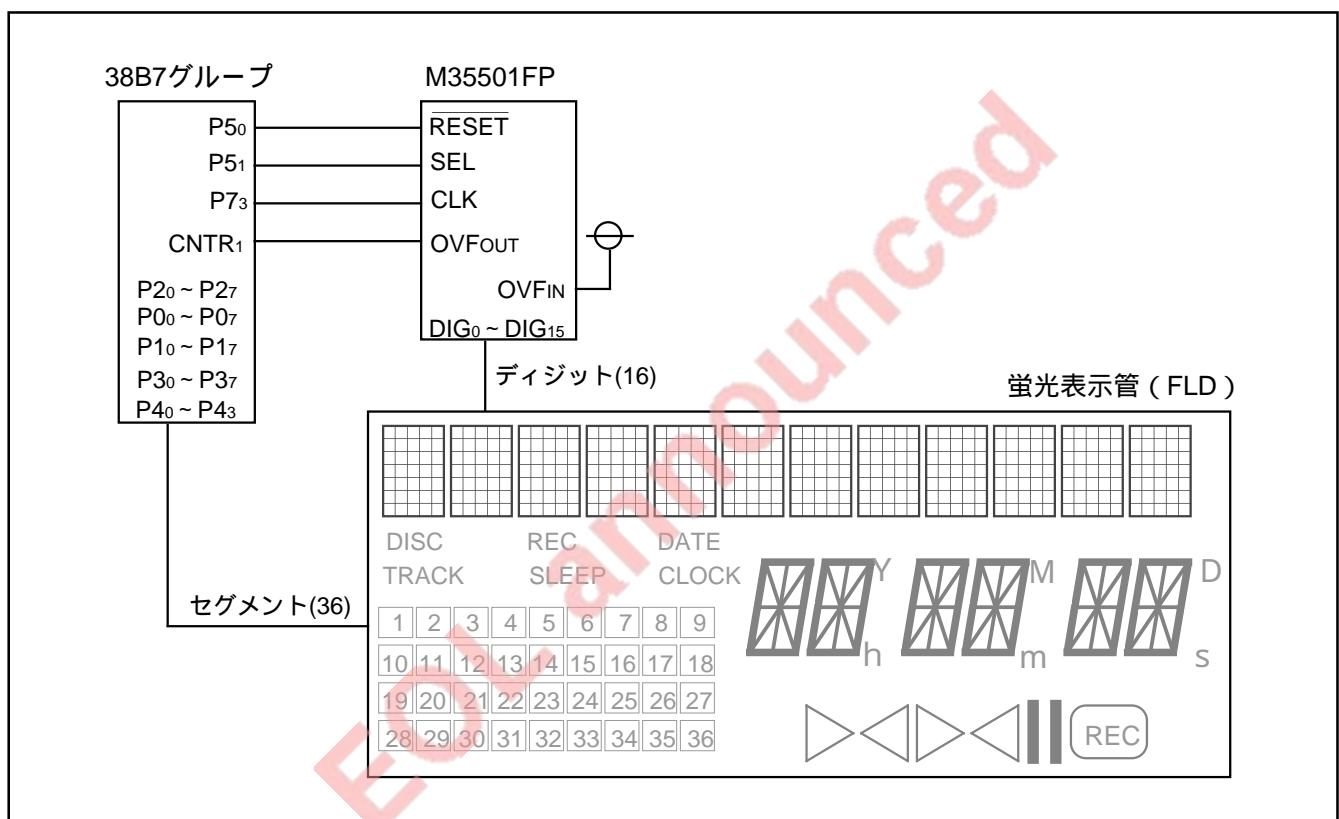 38B7グループ
M35501FP
P50
RESET
P51
SEL
P73
CLK
CNTR1
OVFOUT
OVFIN
P20 ~ P27
P00 ~ P07
P10 ~ P17
P30 ~ P37
P40 ~ P43
DIG0 ~ DIG15
ディジット(16)
蛍光表示管（FLD）
セグメント(36)
DISC REC DATE
TRACK SLEEP CLOCK
Y M D
h m s
1 2 3 4 5 6 7 8 9
10 11 12 13 14 15 16 17 18
19 20 21 22 23 24 25 26 27
28 29 30 31 32 33 34 35 36
REC
EOL announced